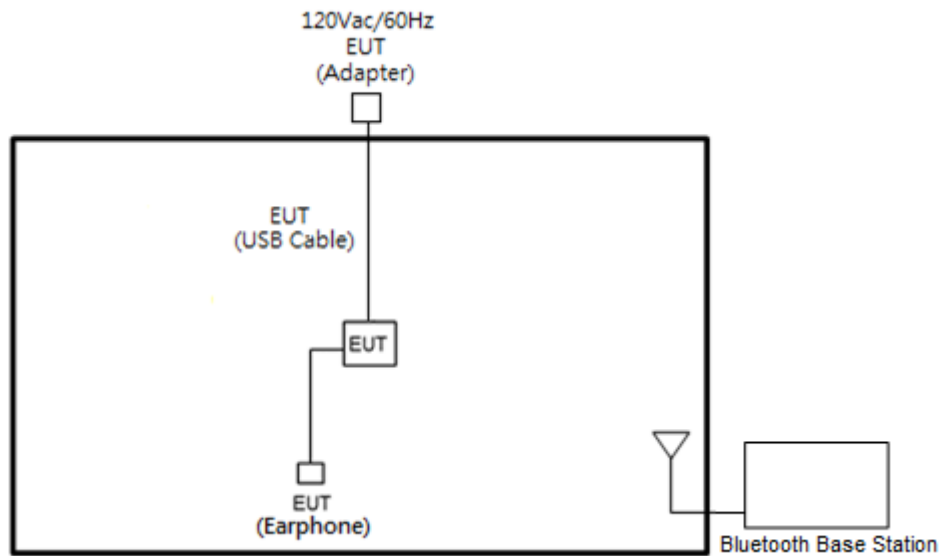 120Vac/60Hz
EUT
(Adapter)
EUT
(USB Cable)
EUT
EUT
(Earphone)
Bluetooth Base Station